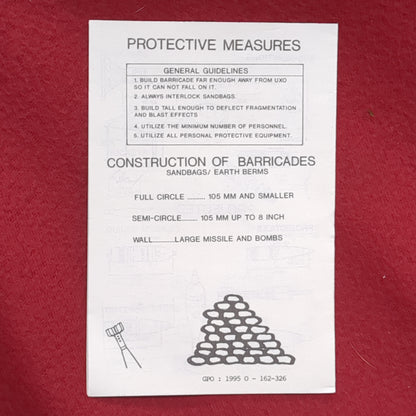 PROTECTIVE MEASURES
GENERAL GUIDELINES
1. BUILD BARRICADE FAR ENOUGH AWAY FROM UXO
SO IT CAN NOT FALL ON IT.
2. ALWAYS INTERLOCK SANDBAGS.
3. BUILD TALL ENOUGH TO DEFLECT FRAGMENTATION
AND BLAST EFFECTS
4. UTILIZE THE MINIMUM NUMBER OF PERSONNEL.
5. UTILIZE ALL PERSONAL PROTECTIVE EQUIPMENT.
CONSTRUCTION OF BARRICADES
SANDBAGS/ EARTH BERMS
FULL CIRCLE ........ 105 MM AND SMALLER
SEMI-CIRCLE...... 105 MM UP TO 8 INCH
WALL........LARGE MISSILE AND BOMBS
GPO : 1995 O - 162-326